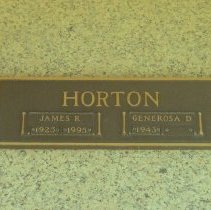 HORTON
JAMES R. GENEROSA D.
1923 1995 1943